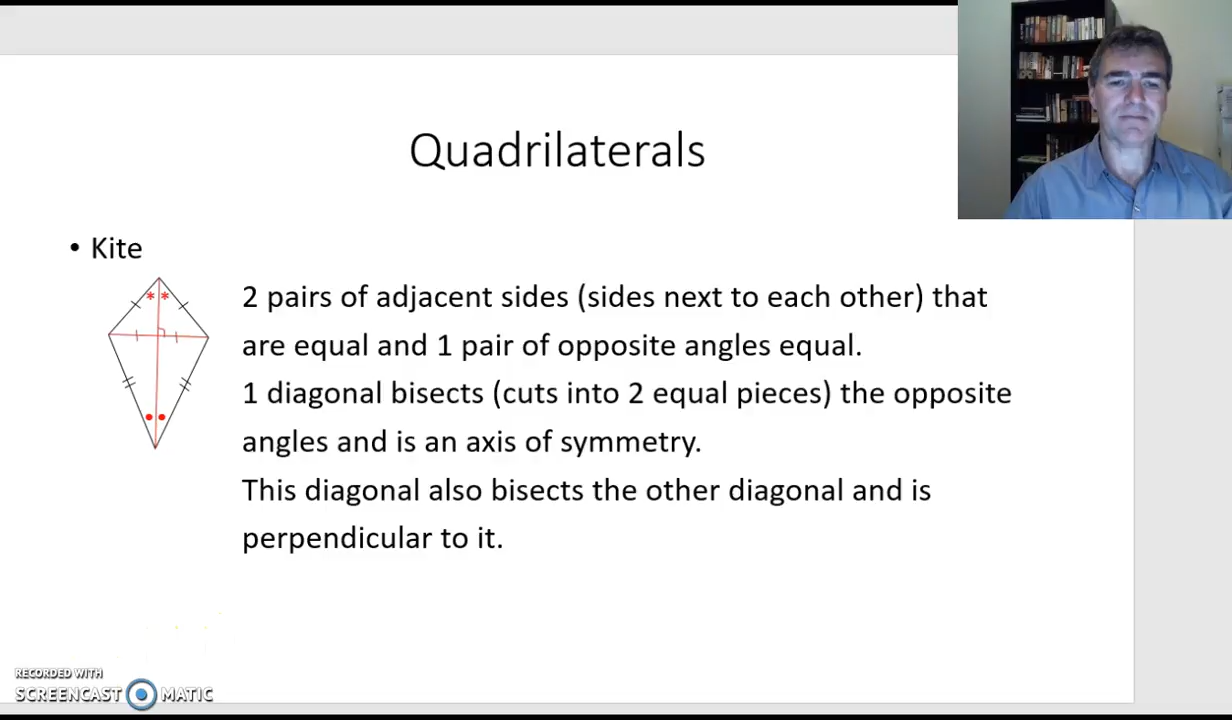 Quadrilaterals
• Kite
2 pairs of adjacent sides (sides next to each other) that
are equal and 1 pair of opposite angles equal.
1 diagonal bisects (cuts into 2 equal pieces) the opposite
angles and is an axis of symmetry.
This diagonal also bisects the other diagonal and is
perpendicular to it.
RECORDED WITH
SCREENCAST MATIC